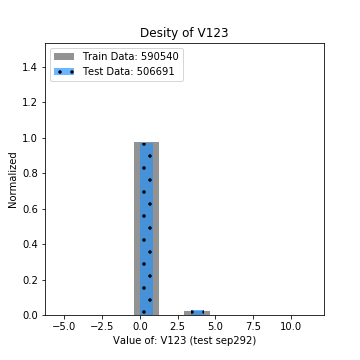 Desity of V123
Train Data: 590540
Test Data: 506691
Normalized
1.4
1.2
1.0
0.8
0.6
0.4
0.2
0.0
−5.0 −2.5 0.0 2.5 5.0 7.5 10.0
Value of: V123 (test sep292)